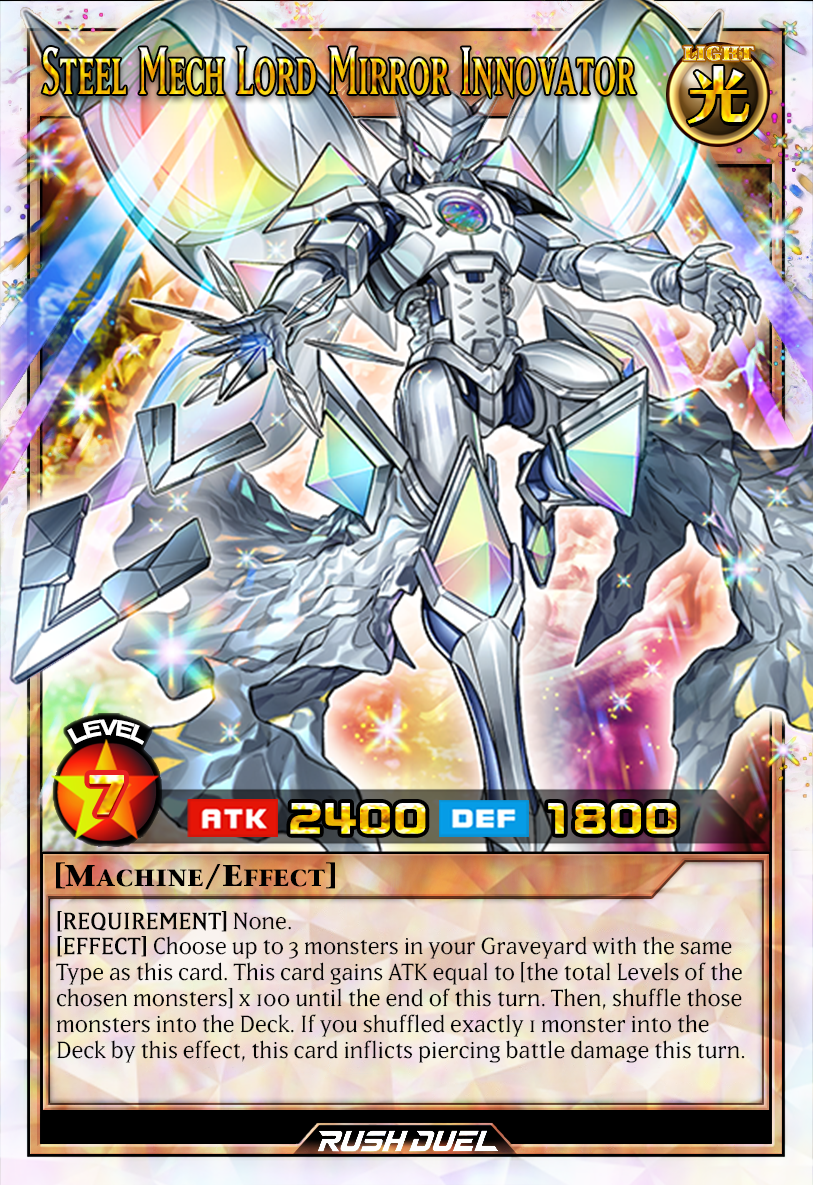 Steel Mech Lord Mirror Innovator
LIGHT
光
LEVEL
7
ATK 2400 DEF 1800
[Machine/Effect]
[REQUIREMENT] None.
[EFFECT] Choose up to 3 monsters in your Graveyard with the same
Type as this card. This card gains ATK equal to [the total Levels of the
chosen monsters] x 100 until the end of this turn. Then, shuffle those
monsters into the Deck. If you shuffled exactly 1 monster into the
Deck by this effect, this card inflicts piercing battle damage this turn.
RUSH DUEL